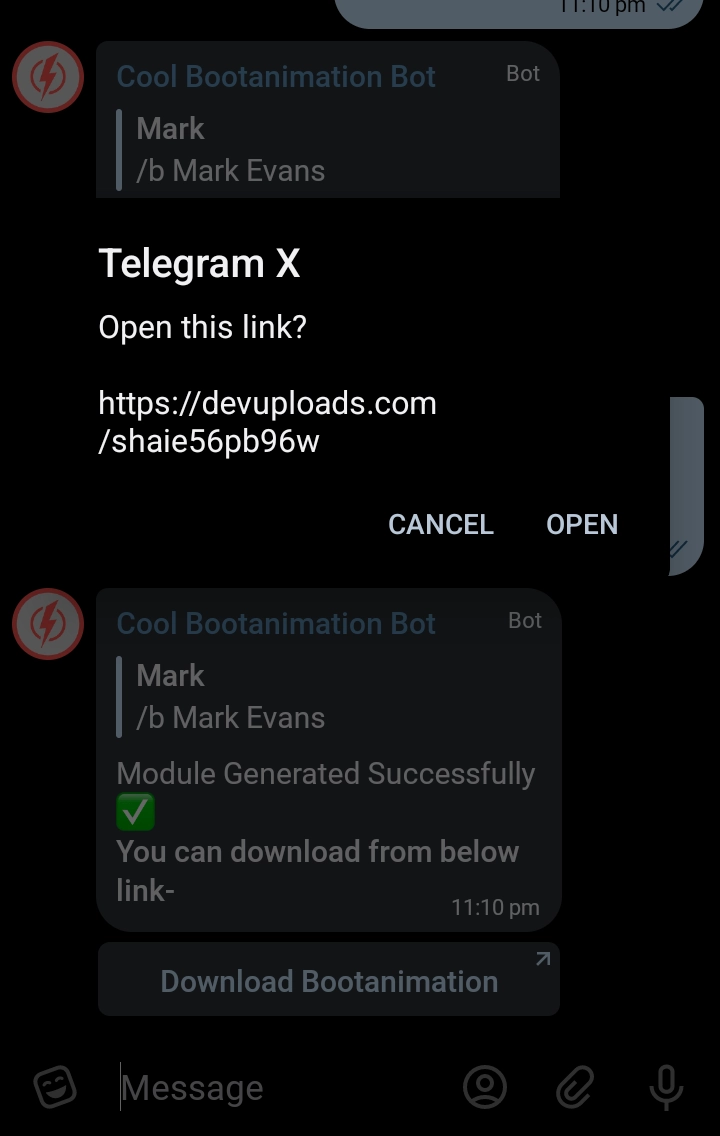 11:10 pm
Cool Bootanimation Bot Bot
Mark
/b Mark Evans
Telegram X
Open this link?
https://devuploads.com
/shaie56pb96w
CANCEL OPEN
Cool Bootanimation Bot Bot
Mark
/b Mark Evans
Module Generated Successfully
✅
You can download from below
link-
11:10 pm
Download Bootanimation
Message